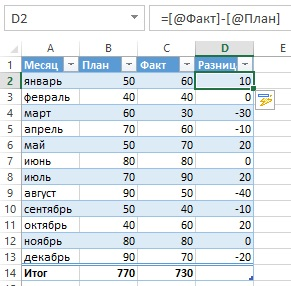 D2 =[@Факт]-[@План]
A B C D E
1 Месяц План Факт Разниц
2 январь 50 60 10
3 февраль 40 40 0
4 март 60 30 -30
5 апрель 70 60 -10
6 май 50 70 20
7 июнь 80 80 0
8 июль 70 90 20
9 август 90 50 -40
10 сентябрь 50 40 -10
11 октябрь 40 60 20
12 ноябрь 80 80 0
13 декабрь 90 70 -20
14 Итог 770 730